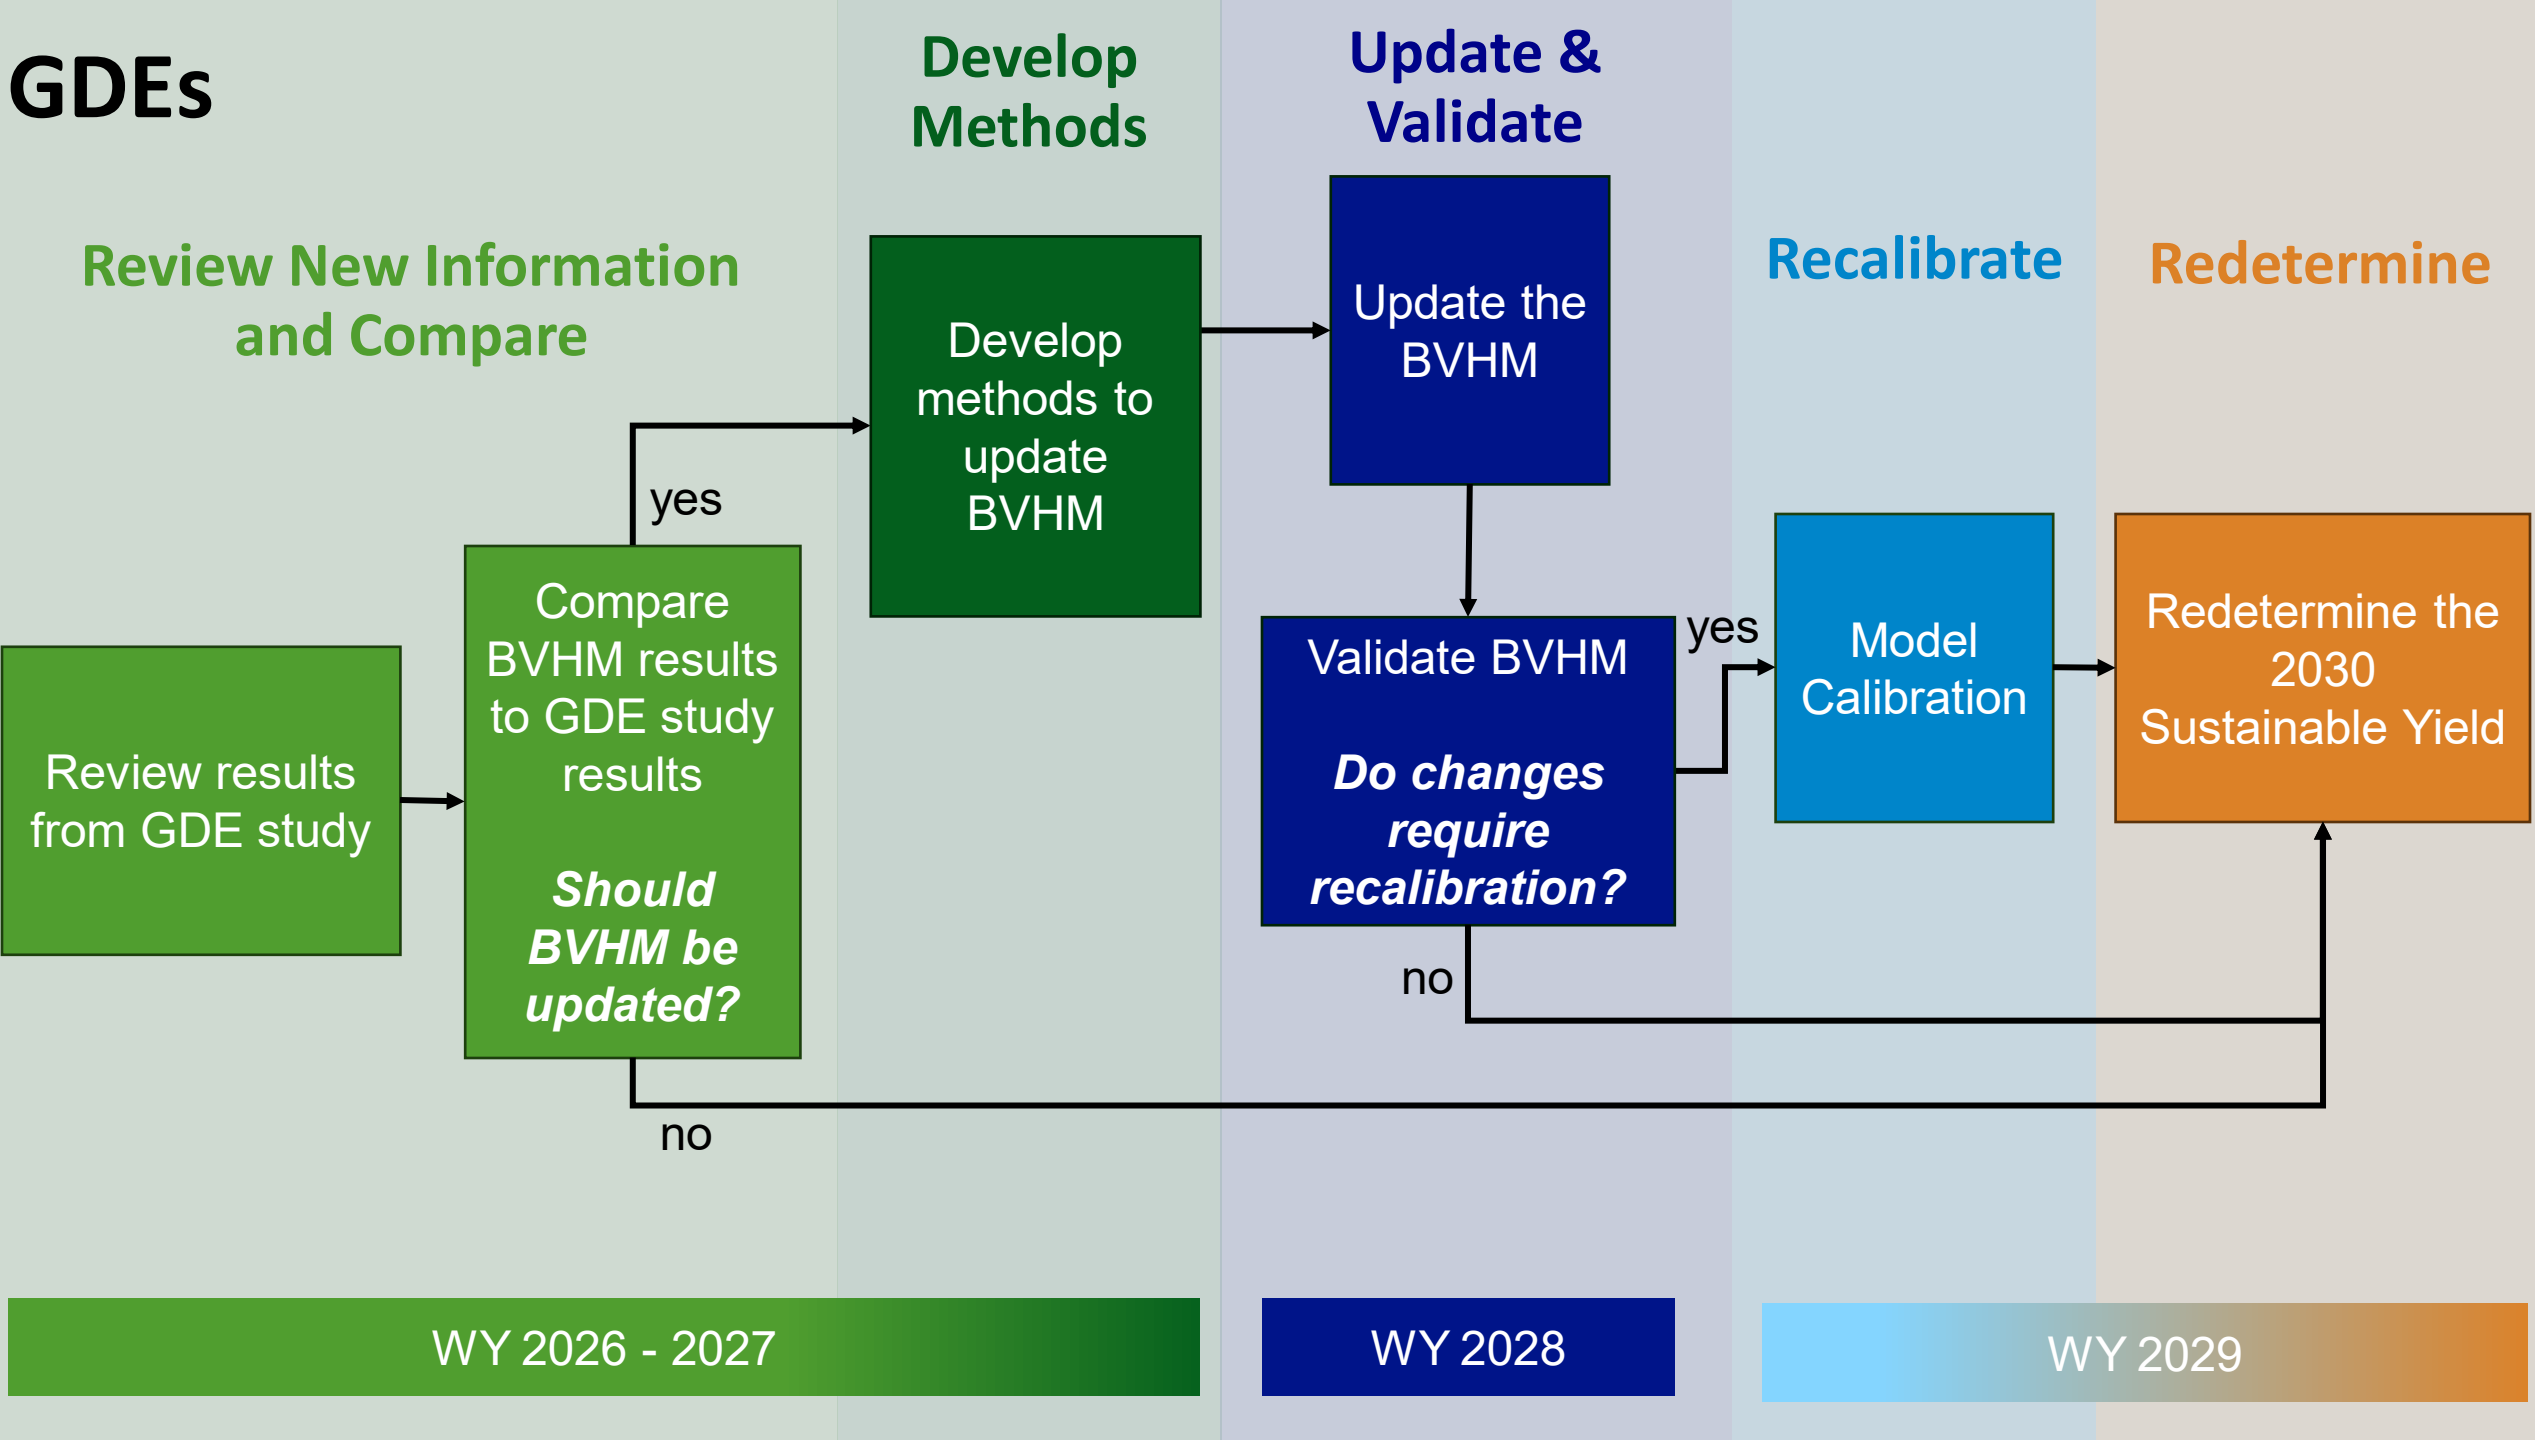 GDEs
Review New Information
and Compare
Develop
Methods
Update &
Validate
Recalibrate
Redetermine
Review results
from GDE study
Compare
BVHM results
to GDE study
results
Should
BVHM be
updated?
yes
no
Develop
methods to
update
BVHM
Update the
BVHM
Validate BVHM
Do changes
require
recalibration?
yes
no
Model
Calibration
Redetermine the
2030
Sustainable Yield
WY 2026 - 2027
WY 2028
WY 2029